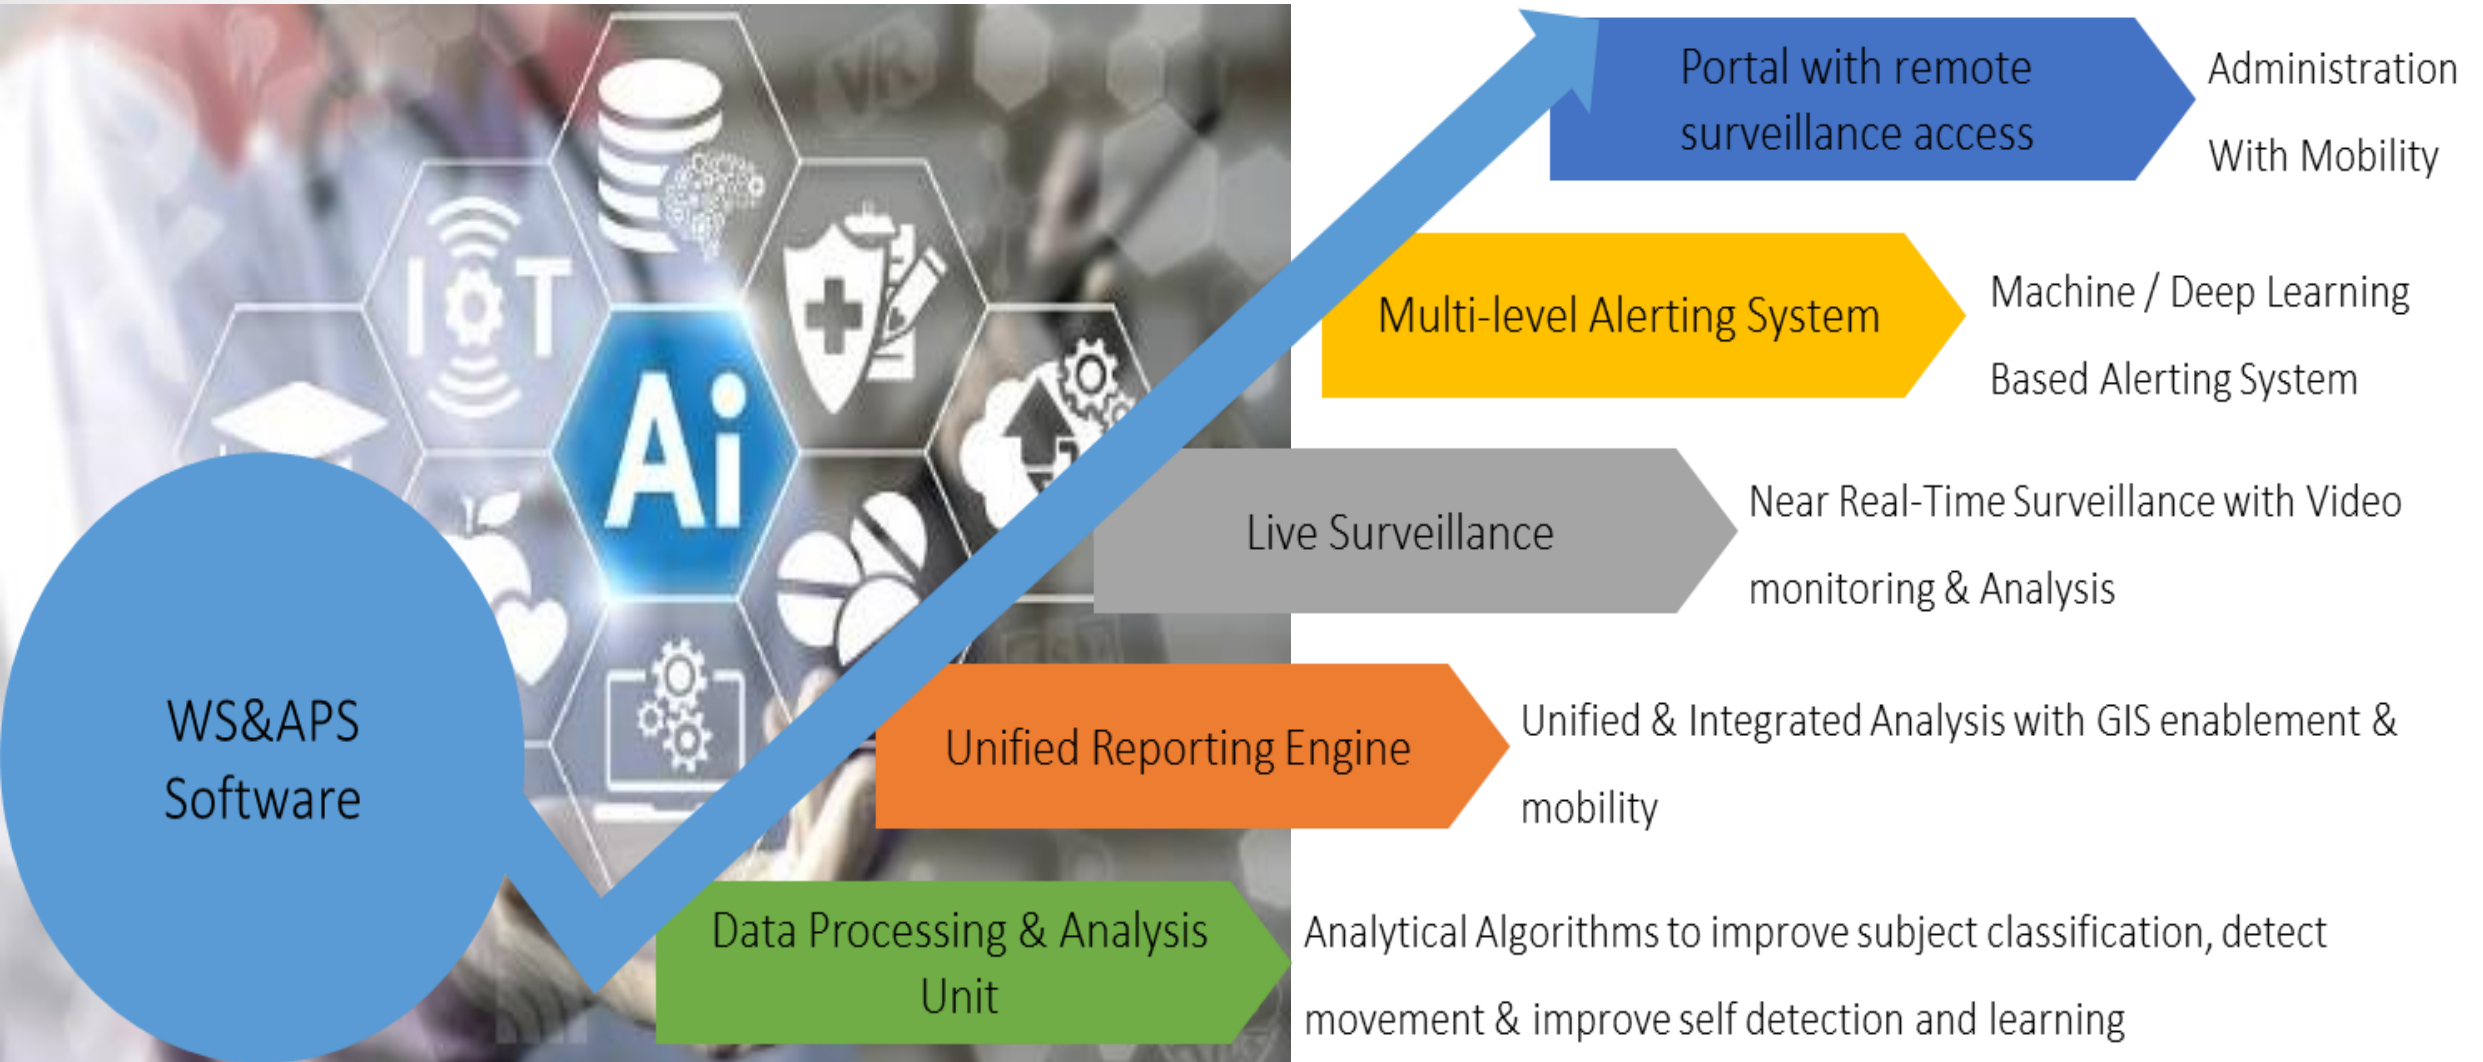 Portal with remote
surveillance access
Administration
With Mobility
VR
IOT
Multi-level Alerting System
Machine / Deep Learning
Based Alerting System
Ai
Live Surveillance
Near Real-Time Surveillance with Video
monitoring & Analysis
WS&APS
Software
Unified Reporting Engine
Unified & Integrated Analysis with GIS enablement &
mobility
Data Processing & Analysis
Unit
Analytical Algorithms to improve subject classification, detect
movement & improve self detection and learning